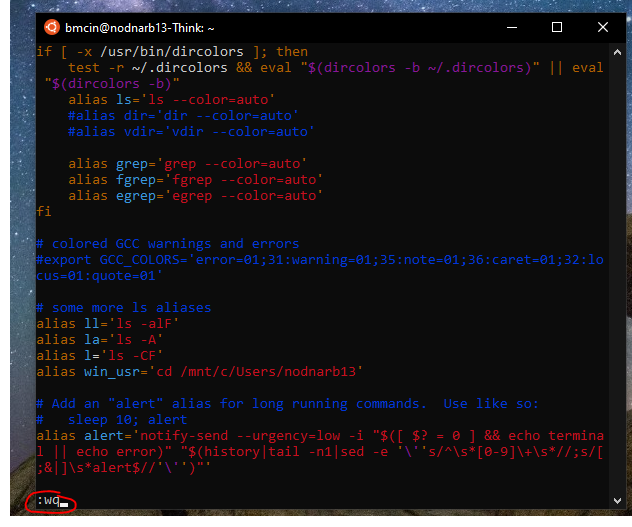 bmcin@nodnarb13-Think: ~
if [ -x /usr/bin/dircolors ]; then
    test -r ~/.dircolors && eval "$(dircolors -b ~/.dircolors)" || eval
 "$(dircolors -b)"
    alias ls='ls --color=auto'
    #alias dir='dir --color=auto'
    #alias vdir='vdir --color=auto'
    alias grep='grep --color=auto'
    alias fgrep='fgrep --color=auto'
    alias egrep='egrep --color=auto'
fi
# colored GCC warnings and errors
#export GCC_COLORS='error=01;31:warning=01;35:note=01;36:caret=01;32:lo
cus=01:quote=01'
# some more ls aliases
alias ll='ls -alF'
alias la='ls -A'
alias l='ls -CF'
alias win_usr='cd /mnt/c/Users/nodnarb13'
# Add an "alert" alias for long running commands.  Use like so:
#   sleep 10; alert
alias alert='notify-send --urgency=low -i "$([ $? = 0 ] && echo termina
l || echo error)" "$(history|tail -n1|sed -e '\''s/^\s*[0-9]\+\s*//;s/[
;&|]\s*alert$//'\'')"'
:wq